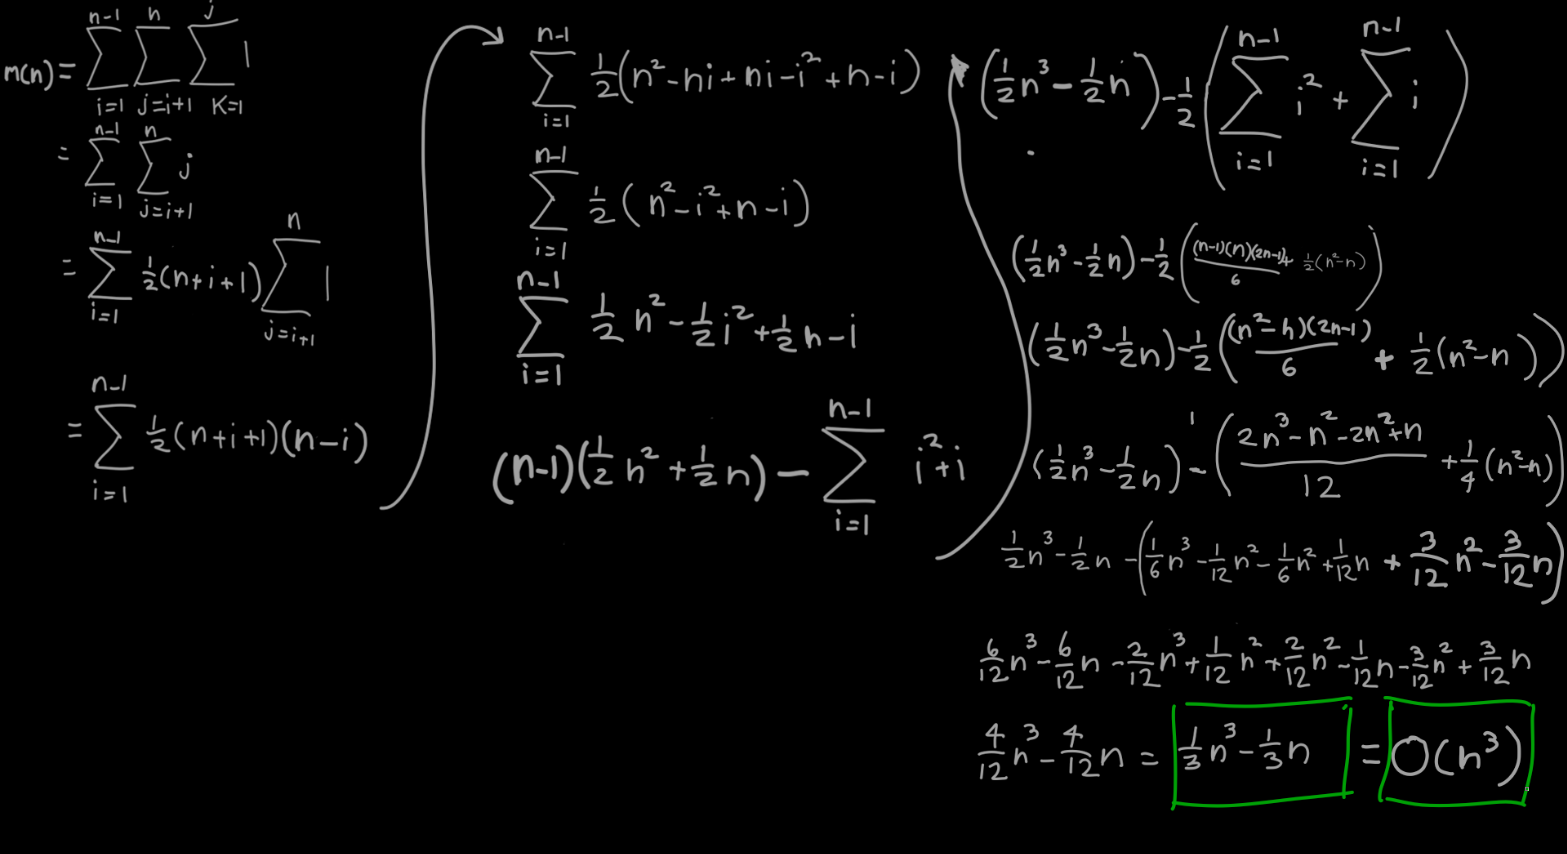 m(n) = \sum_{i=1}^{n-1} \sum_{j=i+1}^{n} \sum_{k=1}^{j} 1
= \sum_{i=1}^{n-1} \sum_{j=i+1}^{n} j
= \sum_{i=1}^{n-1} \frac{1}{2}(n+i+1) \sum_{j=i+1}^{n} 1
= \sum_{i=1}^{n-1} \frac{1}{2}(n+i+1)(n-i)
\sum_{i=1}^{n-1} \frac{1}{2}(n^2-ni+ni-i^2+n-i)
\sum_{i=1}^{n-1} \frac{1}{2}(n^2-i^2+n-i)
\sum_{i=1}^{n-1} \frac{1}{2}n^2-\frac{1}{2}i^2+\frac{1}{2}n-i
(n-1)(\frac{1}{2}n^2+\frac{1}{2}n)-\sum_{i=1}^{n-1} i^2+i
(\frac{1}{2}n^3-\frac{1}{2}n)-\frac{1}{2}(\sum_{i=1}^{n-1} i^2+\sum_{i=1}^{n-1} i)
(\frac{1}{2}n^3-\frac{1}{2}n)-\frac{1}{2}(\frac{(n-1)(n)(2n-1)}{6}+\frac{1}{2}(n^2-n))
(\frac{1}{2}n^3-\frac{1}{2}n)-\frac{1}{2}(\frac{(n^2-n)(2n-1)}{6}+\frac{1}{2}(n^2-n))
(\frac{1}{2}n^3-\frac{1}{2}n)-(\frac{2n^3-n^2-2n^2+n}{12}+\frac{1}{4}(n^2-n))
\frac{1}{2}n^3-\frac{1}{2}n-(\frac{1}{6}n^3-\frac{1}{12}n^2-\frac{1}{6}n^2+\frac{1}{12}n+\frac{3}{12}n^2-\frac{3}{12}n)
\frac{6}{12}n^3-\frac{6}{12}n-\frac{2}{12}n^3+\frac{1}{12}n^2+\frac{2}{12}n^2-\frac{1}{12}n-\frac{3}{12}n^2+\frac{3}{12}n
\frac{4}{12}n^3-\frac{4}{12}n=\frac{1}{3}n^3-\frac{1}{3}n=O(n^3)